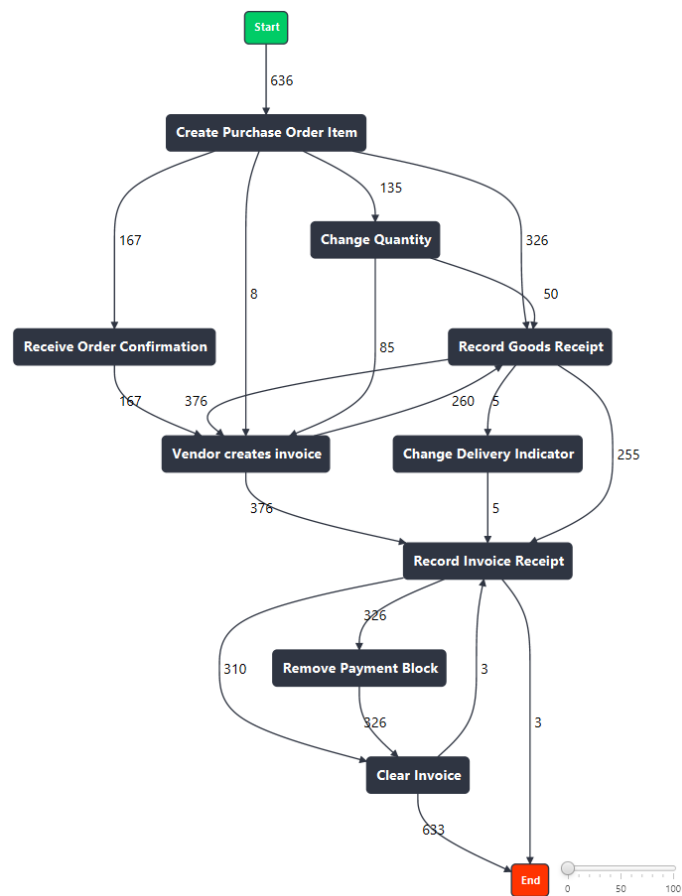 Start
636
Create Purchase Order Item
135
Change Quantity
167
8
326
50
Receive Order Confirmation
85
Record Goods Receipt
167
376
260
5
Vendor creates invoice
Change Delivery Indicator
255
376
5
Record Invoice Receipt
326
310
Remove Payment Block
3
326
3
Clear Invoice
633
End
0
50
100